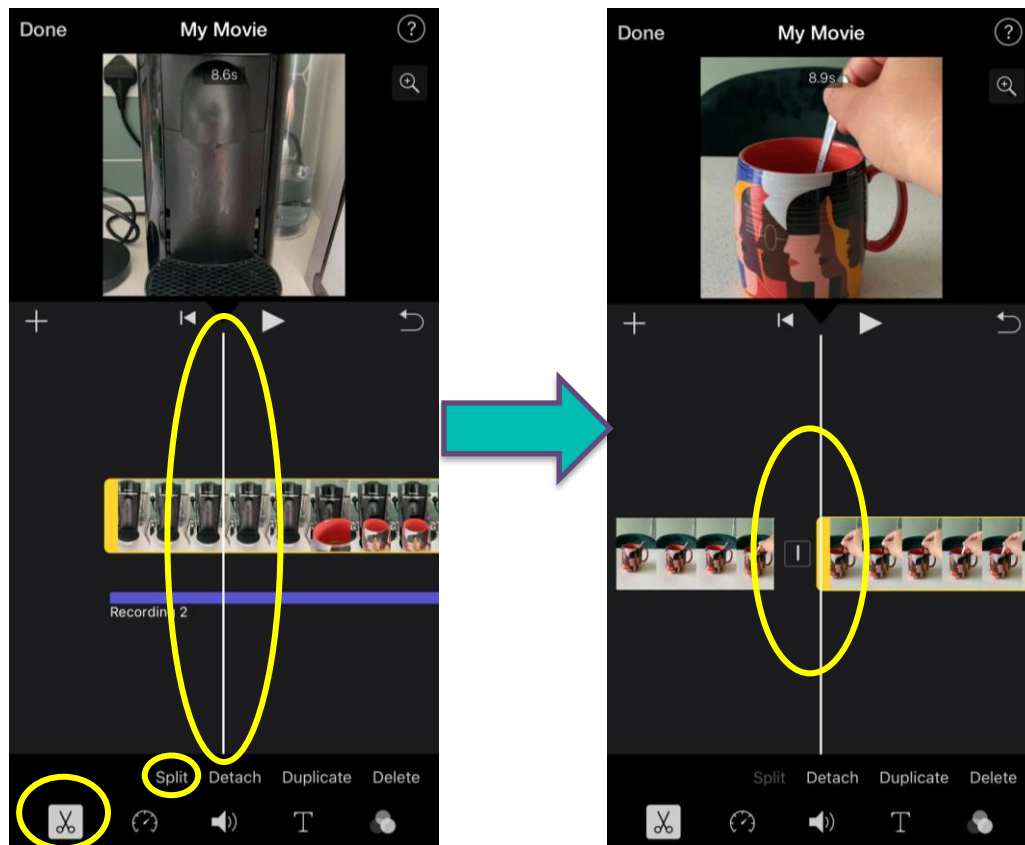 Done My Movie ?
8.6s
Recording 2
Split Detach Duplicate Delete
T
Done My Movie ?
8.9s
Split Detach Duplicate Delete
T